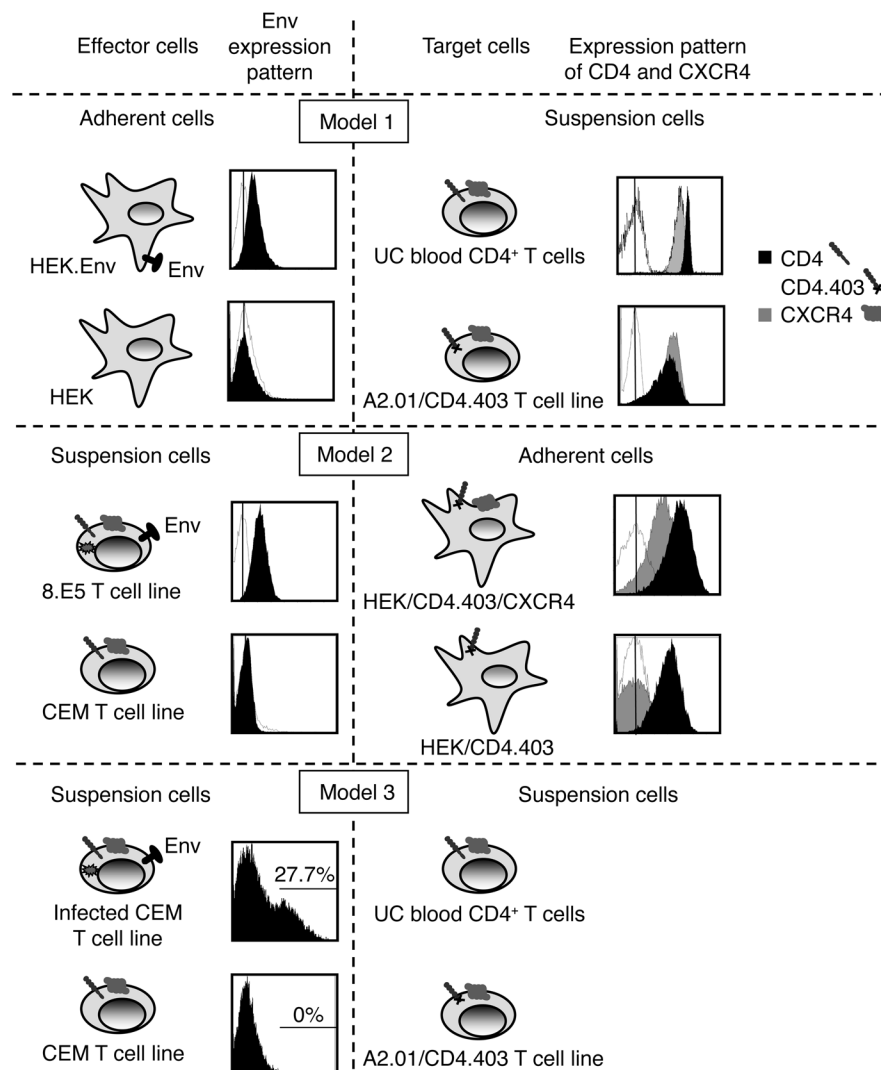 Effector cells
Env
expression
pattern
Target cells
Expression pattern
of CD4 and CXCR4
Adherent cells
Model 1
Suspension cells
HEK.Env
Env
UC blood CD4⁺ T cells
CD4
CD4.403
CXCR4
HEK
A2.01/CD4.403 T cell line
Suspension cells
Model 2
Adherent cells
Env
8.E5 T cell line
HEK/CD4.403/CXCR4
CEM T cell line
HEK/CD4.403
Suspension cells
Model 3
Suspension cells
Env
27.7%
Infected CEM
T cell line
UC blood CD4⁺ T cells
0%
CEM T cell line
A2.01/CD4.403 T cell line